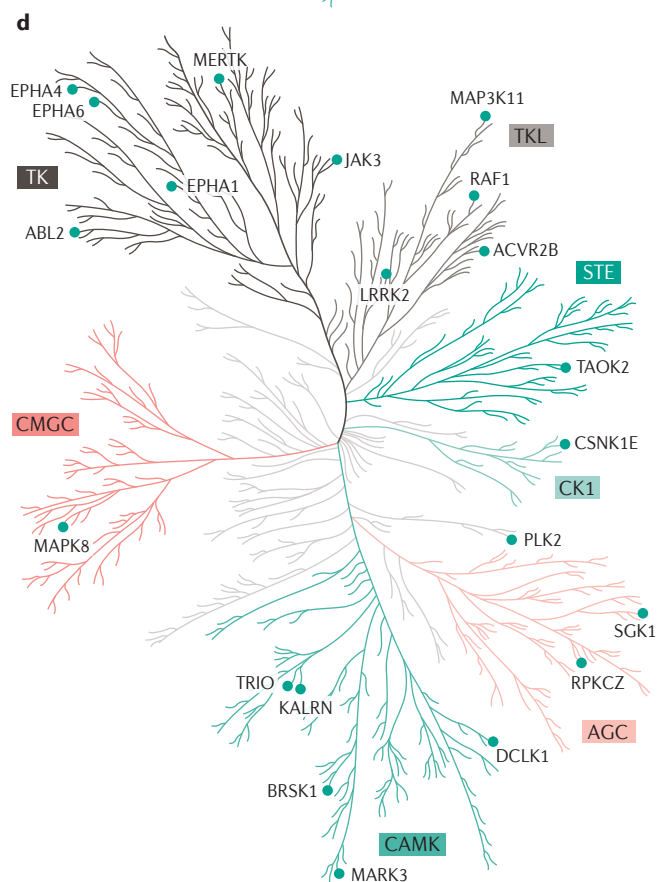 d
MERTK
EPHA4
EPHA6
MAP3K11
TKL
JAK3
TK
EPHA1
RAF1
ABL2
ACVR2B
LRRK2
STE
TAOK2
CMGC
CSNK1E
CK1
MAPK8
PLK2
SGK1
RPKCZ
TRIO
KALRN
AGC
DCLK1
BRSK1
CAMK
MARK3